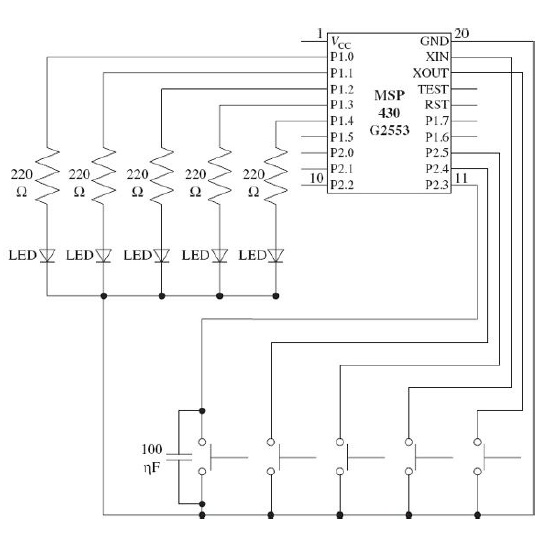 1
20
V_CC
GND
P1.0
XIN
P1.1
XOUT
P1.2
TEST
P1.3
RST
P1.4
P1.7
P1.5
P1.6
P2.0
P2.5
P2.1
P2.4
10
P2.2
P2.3
11
MSP
430
G2553
220
Ω
220
Ω
220
Ω
220
Ω
220
Ω
LED
LED
LED
LED
LED
100
ηF